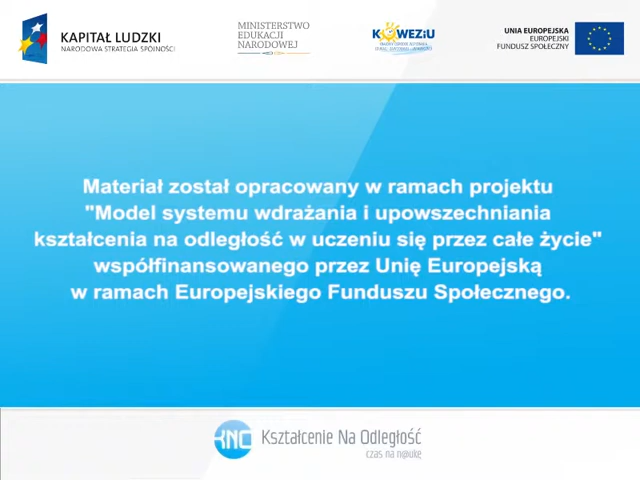 KAPITAŁ LUDZKI
NARODOWA STRATEGIA SPÓJNOŚCI
MINISTERSTWO
EDUKACJI
NARODOWEJ
KOWEZiU
UNIA EUROPEJSKA
EUROPEJSKI
FUNDUSZ SPOŁECZNY
Materiał został opracowany w ramach projektu
"Model systemu wdrażania i upowszechniania
kształcenia na odległość w uczeniu się przez całe życie"
współfinansowanego przez Unię Europejską
w ramach Europejskiego Funduszu Społecznego.
KNO Kształcenie Na Odległość
czas na naukę